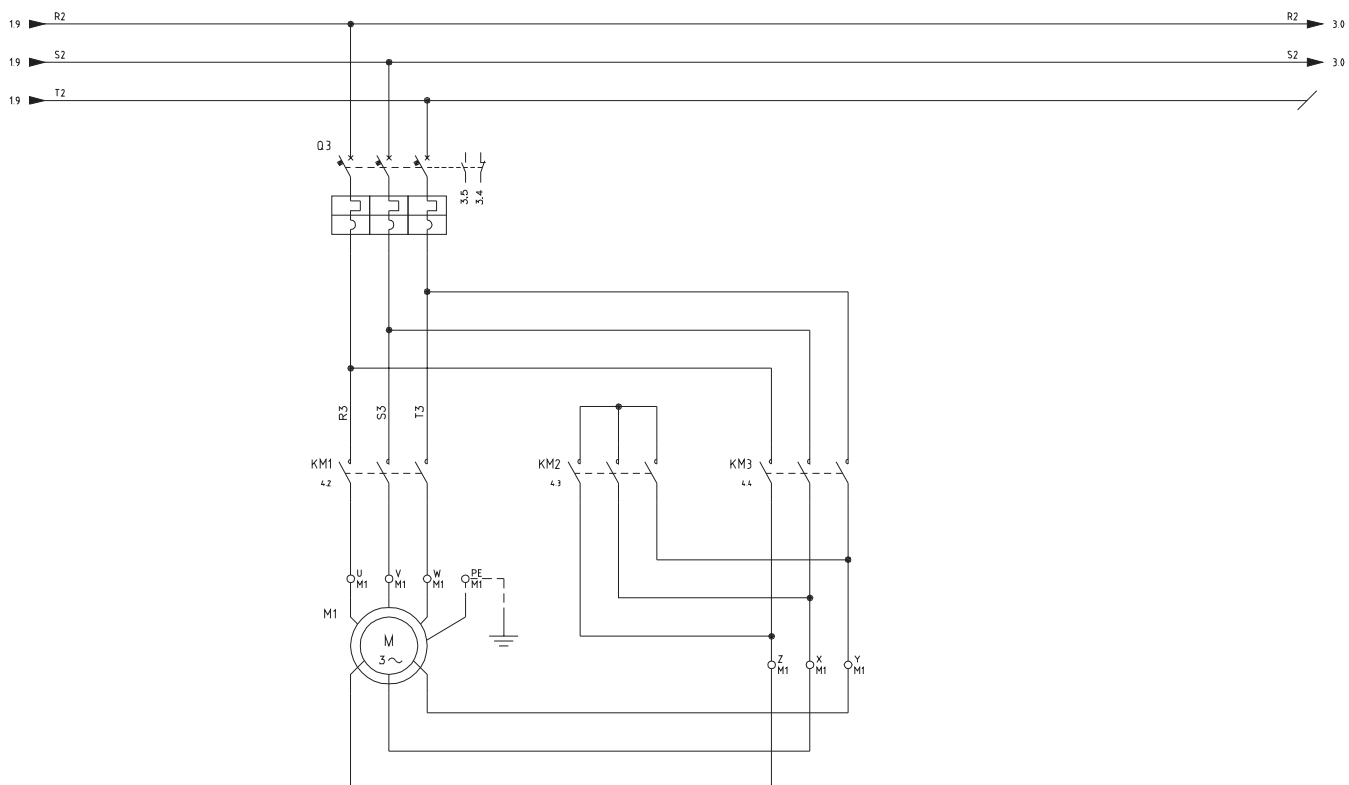 1.9 R2 R2 3.0
1.9 S2 S2 3.0
1.9 T2
Q3
3.5 3.4
R3 S3 T3
KM1 KM2 KM3
4.2 4.3 4.4
U V W PE
M1 M1 M1 M1
M1
M
3~
Z X Y
M1 M1 M1